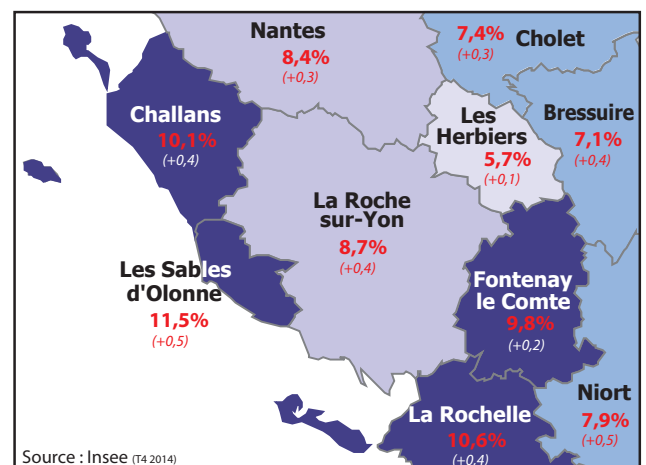 Nantes
8,4%
(+0,3)
7,4%
(+0,3)
Cholet
Challans
10,1%
(+0,4)
Les
Herbiers
5,7%
(+0,1)
Bressuire
7,1%
(+0,4)
La Roche
sur-Yon
8,7%
(+0,4)
Les Sables
d'Olonne
11,5%
(+0,5)
Fontenay
le Comte
9,8%
(+0,2)
La Rochelle
10,6%
(+0,4)
Niort
7,9%
(+0,5)
Source : Insee (T4 2014)